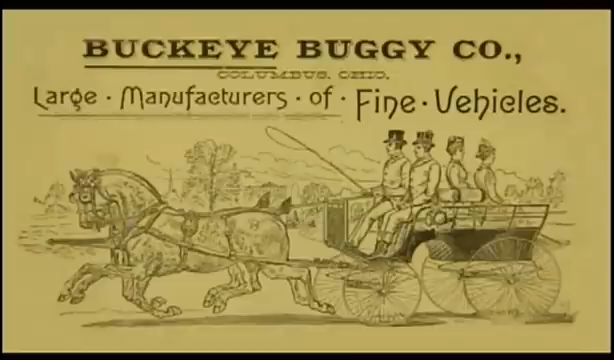 BUCKEYE BUGGY CO.,
COLUMBUS, OHIO.
Large · Manufacturers · of · Fine · Vehicles.